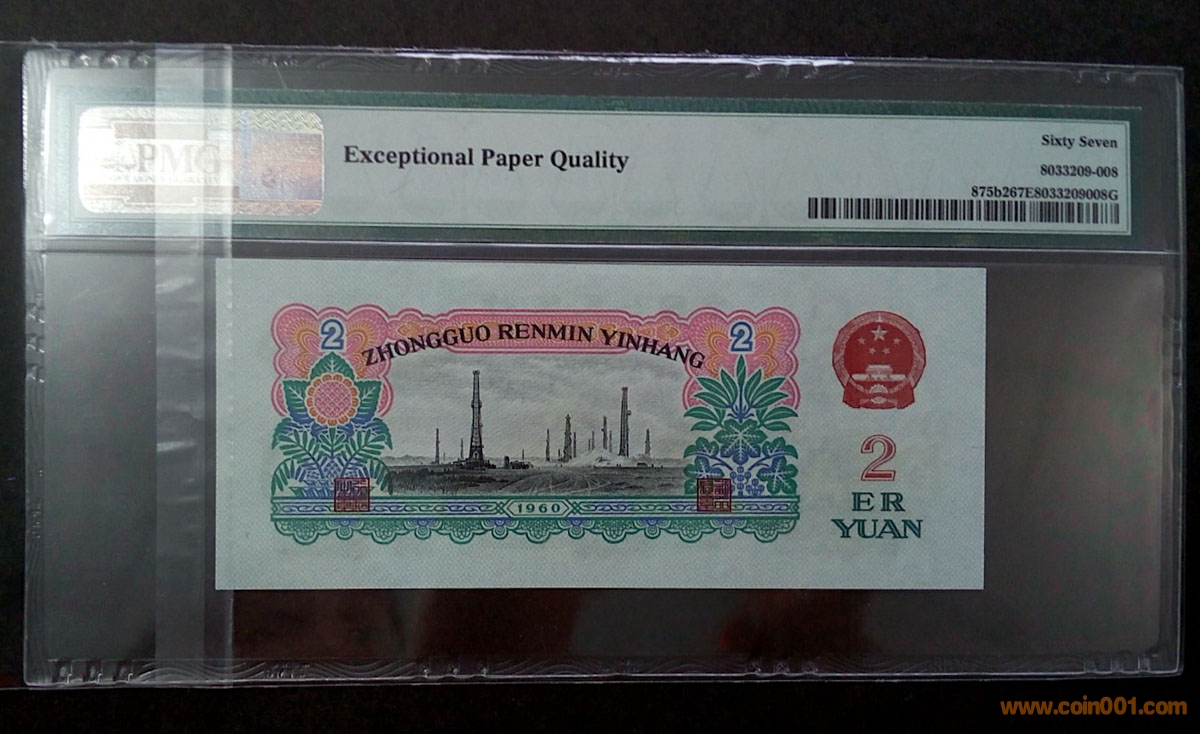 PMG
Exceptional Paper Quality
Sixty Seven
8033209-008
875b267E8033209008G
2
2
ZHONGGUO RENMIN YINHANG
1960
2
ER
YUAN
www.coin001.com